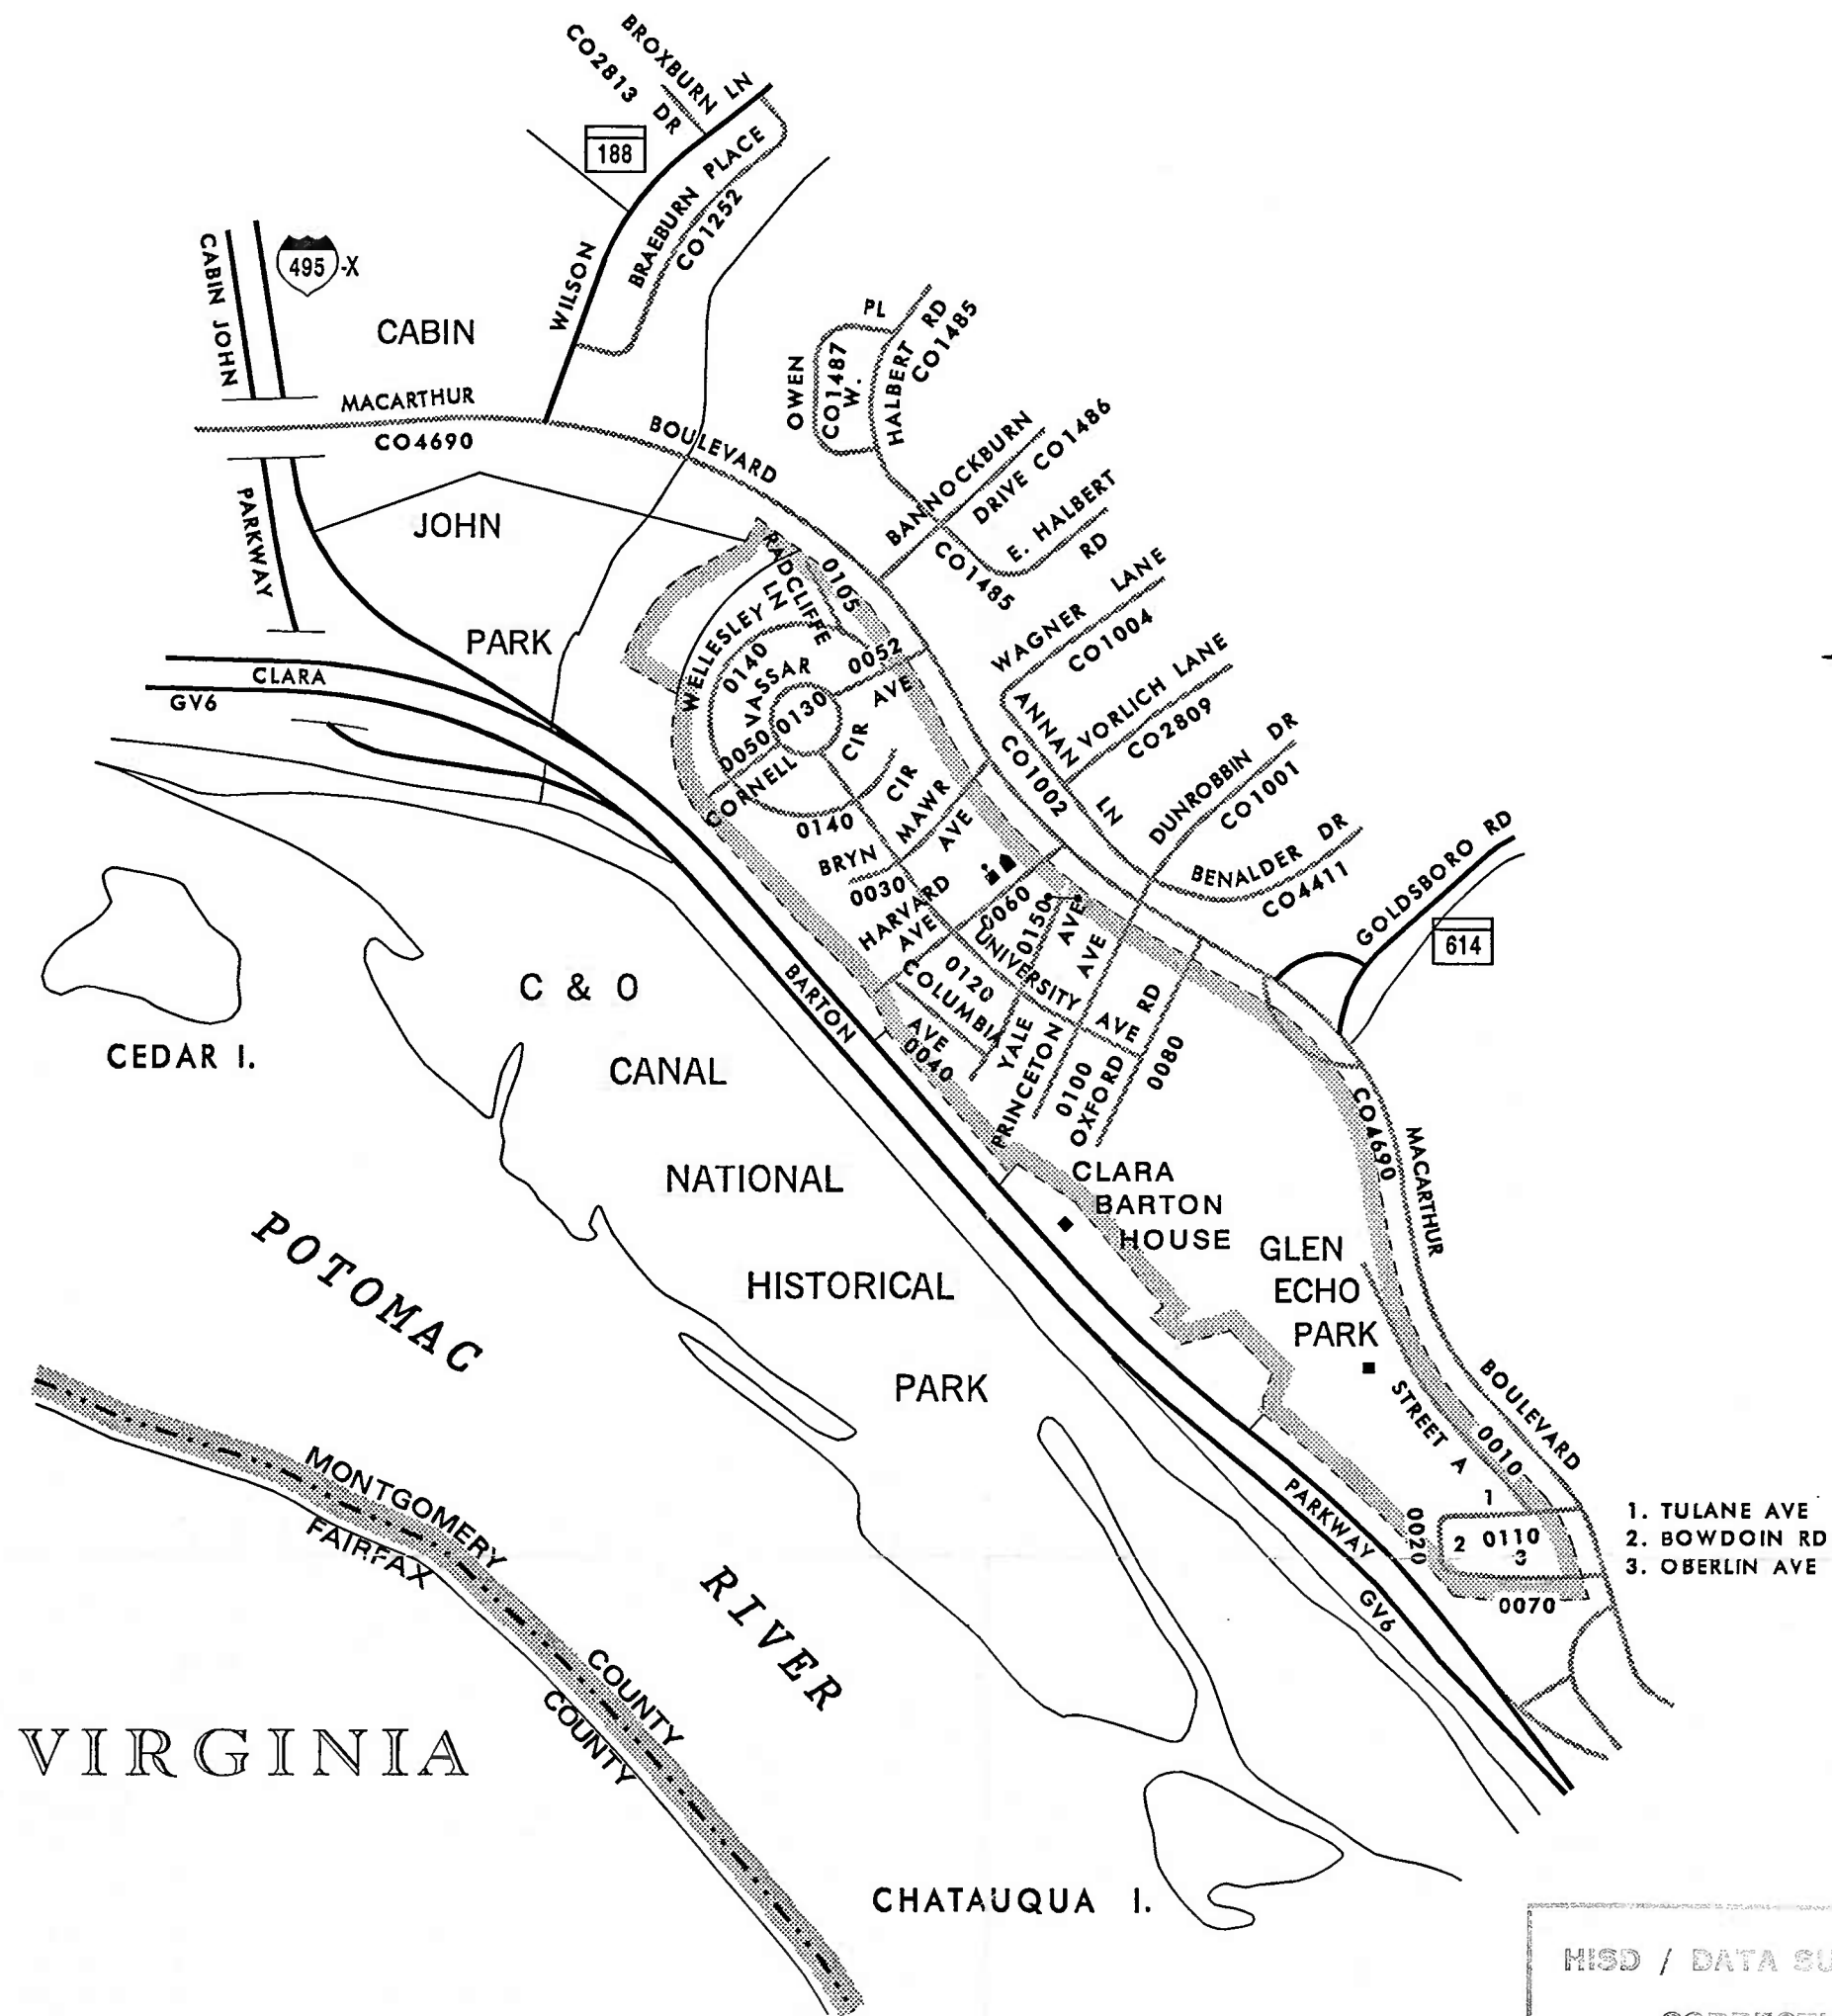 BROXBURN
LN
CO2813 DR
188
BRAEBURN PLACE
CO1252
WILSON
CABIN JOHN
495-X
CABIN
MACARTHUR
CO4690
BOULEVARD
PARKWAY
JOHN
PARK
OWEN
PL
CO1487
W.
HALBERT RD
CO1485
BANNOCKBURN
DRIVE CO1486
E. HALBERT
RD
CO1485
WAGNER LANE
CO1004
VORLICH LANE
CO2809
ANNAN
LN
CO1002
DUNROBBIN DR
CO1001
BENALDER DR
CO4411
GOLDSBORO RD
614
RADCLIFFE
LN
0105
WELLESLEY
0140
VASSAR
0130
CIR
0052
AVE
0050
CORNELL
CIR
0140
BRYN MAWR
AVE
0030
HARVARD
AVE
0060
0150
AVE
UNIVERSITY
AVE
0120
COLUMBIA
AVE
0040
YALE
AVE
PRINCETON
0100
OXFORD RD
0080
CLARA
GV6
BARTON
C & O
CANAL
NATIONAL
HISTORICAL
PARK
CEDAR I.
CLARA
BARTON
HOUSE
GLEN
ECHO
PARK
CO4690
MACARTHUR
BOULEVARD
STREET A
0010
1
2 0110
3
0020
0070
1. TULANE AVE
2. BOWDOIN RD
3. OBERLIN AVE
PARKWAY
GV6
POTOMAC
RIVER
MONTGOMERY
COUNTY
FAIRFAX
COUNTY
VIRGINIA
CHATAUQUA I.
HISD / DATA SU